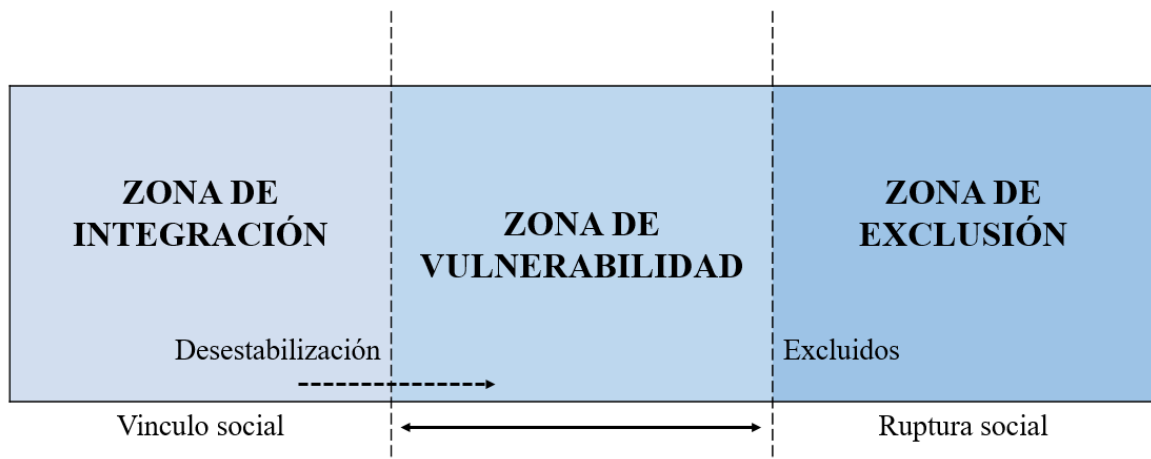 ZONA DE
INTEGRACIÓN
ZONA DE
VULNERABILIDAD
ZONA DE
EXCLUSIÓN
Desestabilización
Excluidos
Vinculo social
Ruptura social